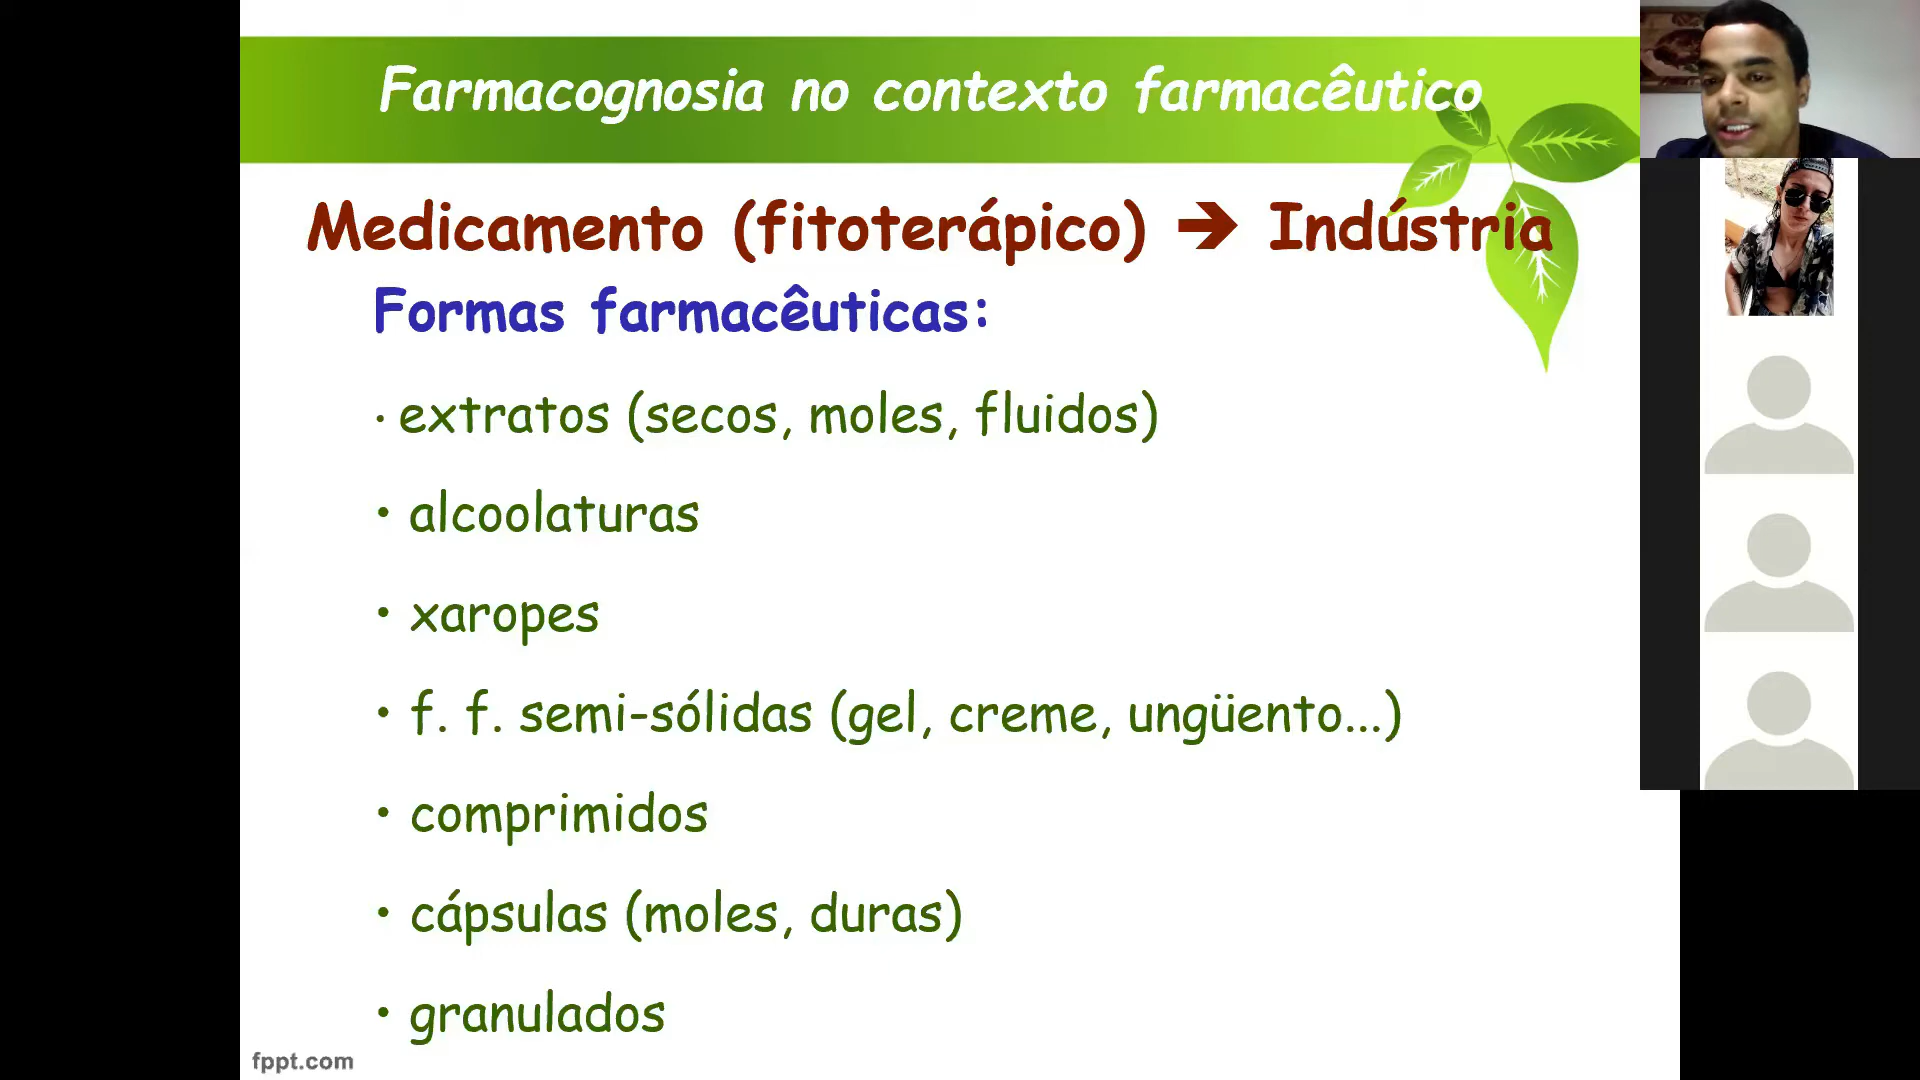 Farmacognosia no contexto farmacêutico
Medicamento (fitoterápico) ➔ Indústria
Formas farmacêuticas:
• extratos (secos, moles, fluidos)
• alcoolaturas
• xaropes
• f. f. semi-sólidas (gel, creme, ungüento...)
• comprimidos
• cápsulas (moles, duras)
• granulados
fppt.com